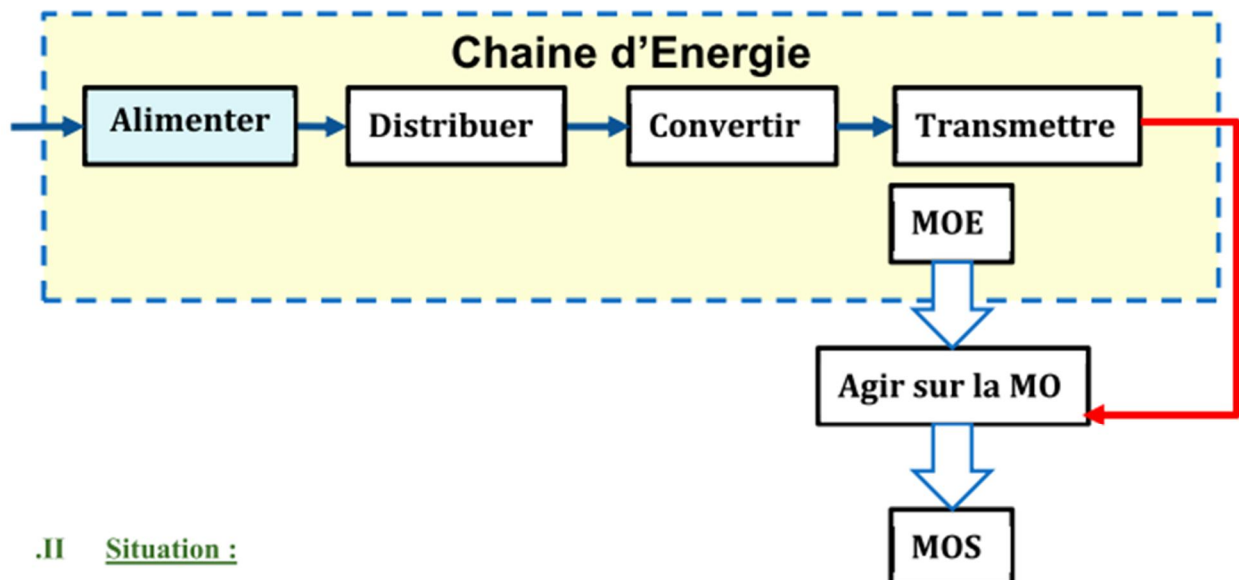 Chaine d'Energie
Alimenter
Distribuer
Convertir
Transmettre
MOE
Agir sur la MO
MOS
.II Situation :